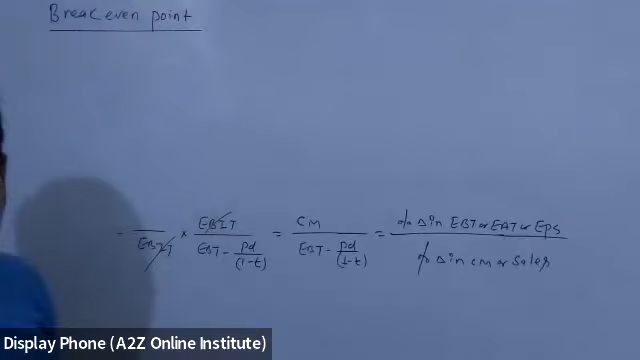 Break even point
= / EBIT × EBIT / EBT - pd/(1-t) = CM / EBT - pd/(1-t) = % Δ in EBT or EAT or EPS / % Δ in CM or Sales
Display Phone (A2Z Online Institute)